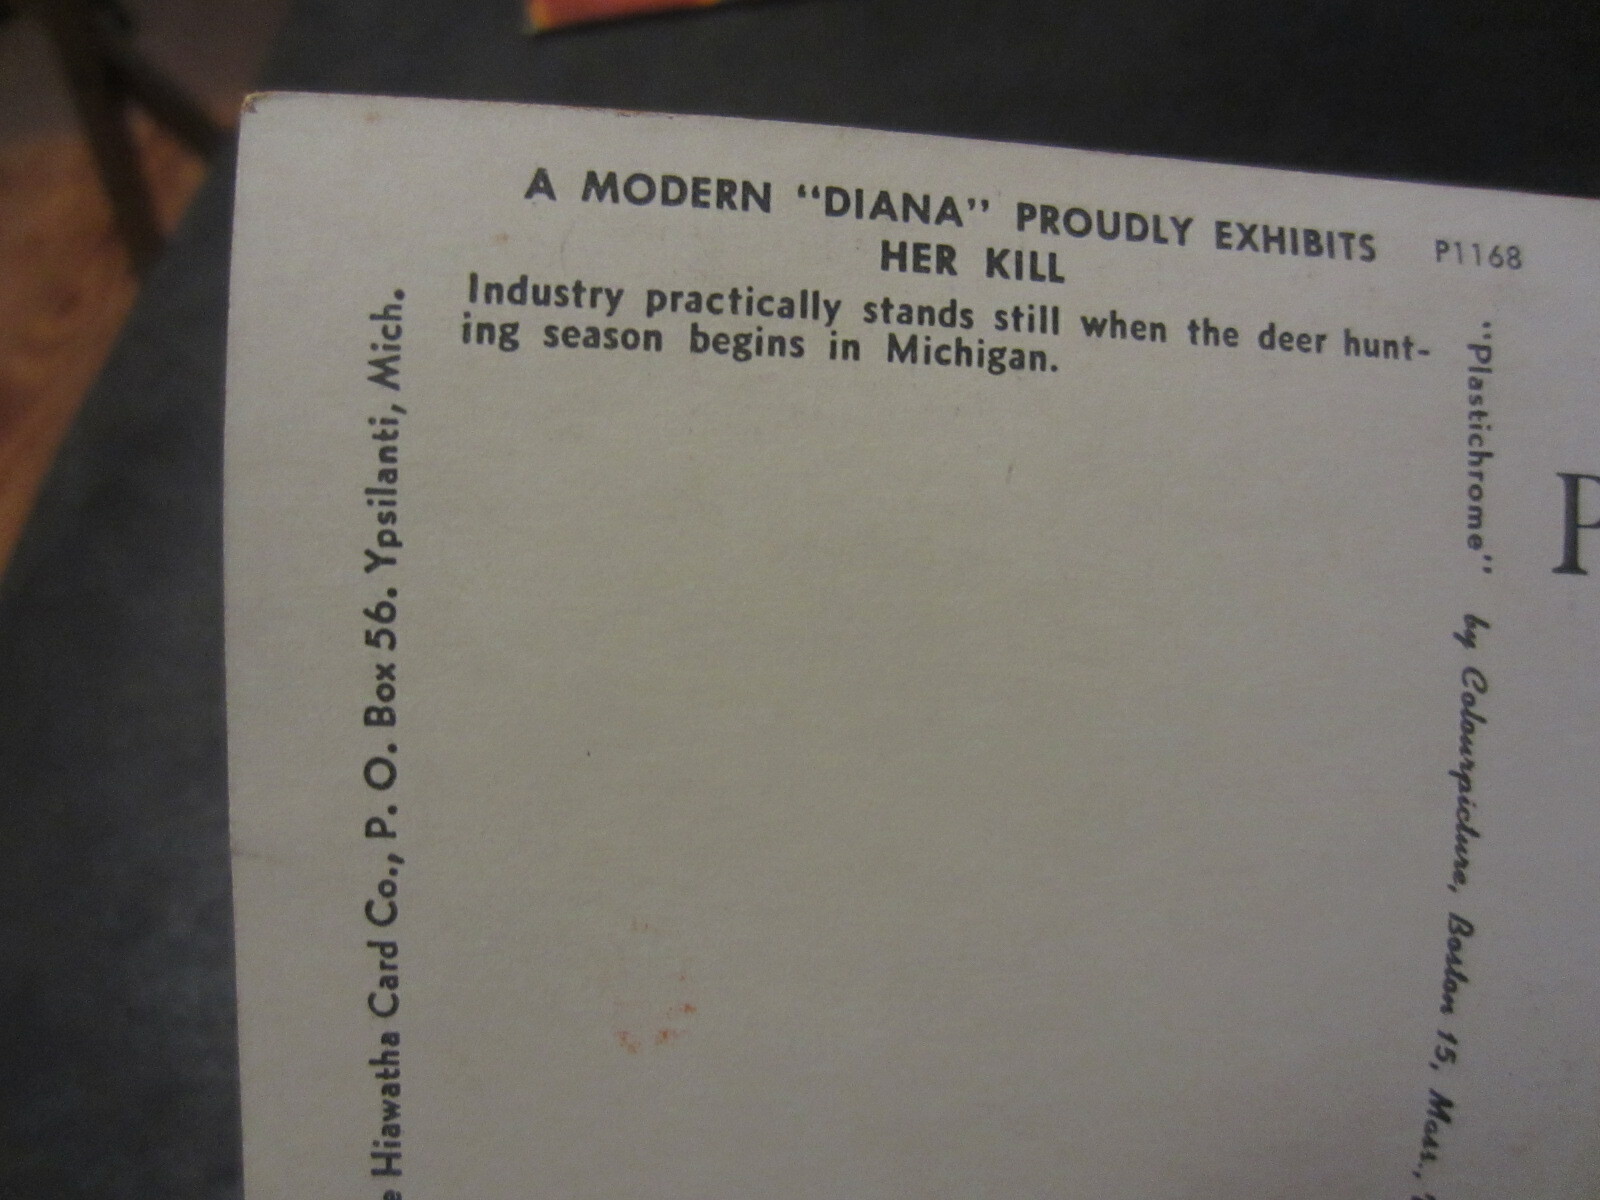 A MODERN “DIANA” PROUDLY EXHIBITS
HER KILL
P1168
Industry practically stands still when the deer hunt-
ing season begins in Michigan.
Hiawatha Card Co., P. O. Box 56. Ypsilanti, Mich.
“Plastichrome” by Colourpicture, Boston 15, Mass.,
P